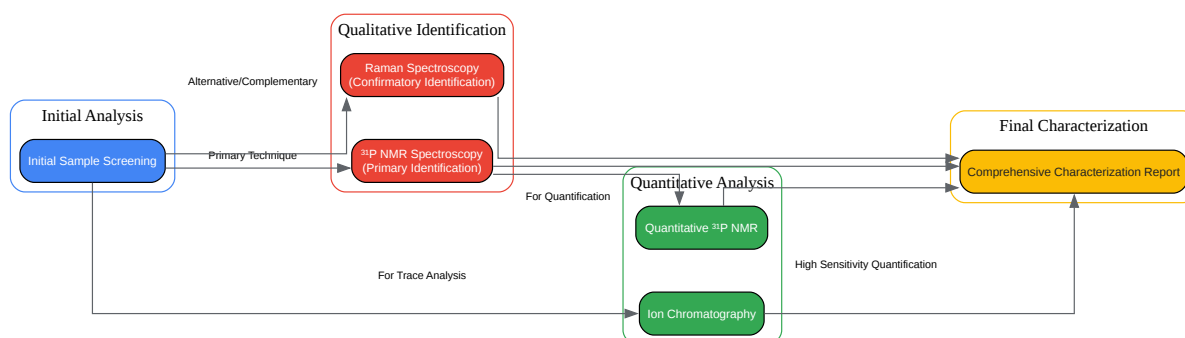 Qualitative Identification
Raman Spectroscopy
(Confirmatory Identification)
Alternative/Complementary
Initial Analysis
Initial Sample Screening
Primary Technique
³¹P NMR Spectroscopy
(Primary Identification)
Final Characterization
Comprehensive Characterization Report
Quantitative Analysis
For Quantification
Quantitative ³¹P NMR
For Trace Analysis
High Sensitivity Quantification
Ion Chromatography